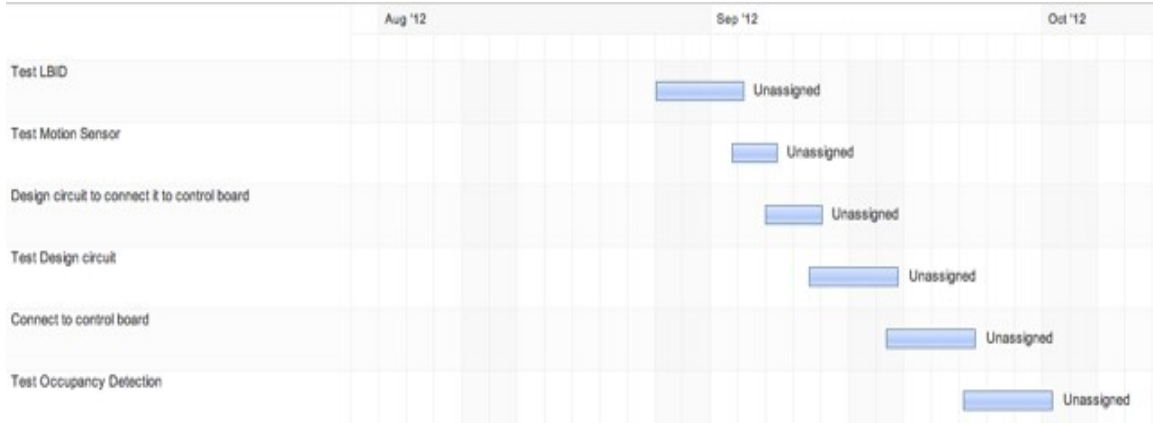 Aug '12 Sep '12 Oct '12
Test LBID Unassigned
Test Motion Sensor Unassigned
Design circuit to connect it to control board Unassigned
Test Design circuit Unassigned
Connect to control board Unassigned
Test Occupancy Detection Unassigned